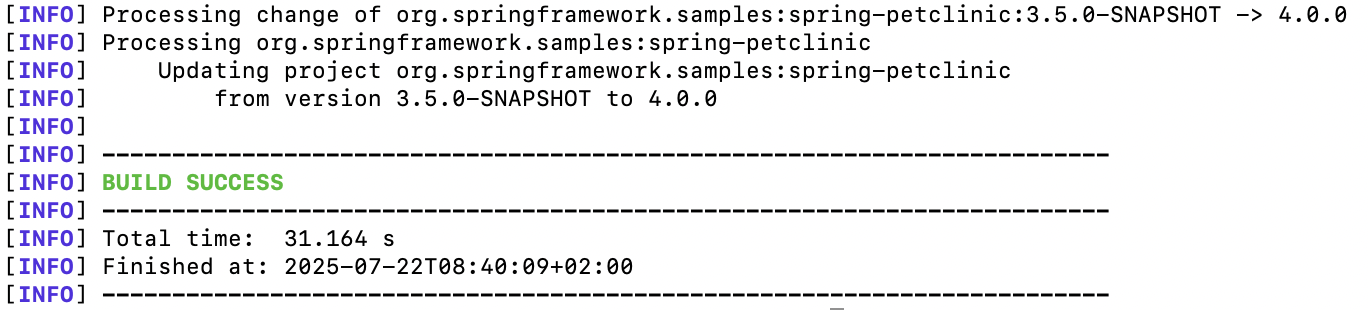 [INFO] Processing change of org.springframework.samples:spring-petclinic:3.5.0-SNAPSHOT -> 4.0.0
[INFO] Processing org.springframework.samples:spring-petclinic
[INFO]     Updating project org.springframework.samples:spring-petclinic
[INFO]         from version 3.5.0-SNAPSHOT to 4.0.0
[INFO]
[INFO] ------------------------------------------------------------------------
[INFO] BUILD SUCCESS
[INFO] ------------------------------------------------------------------------
[INFO] Total time:  31.164 s
[INFO] Finished at: 2025-07-22T08:40:09+02:00
[INFO] ------------------------------------------------------------------------